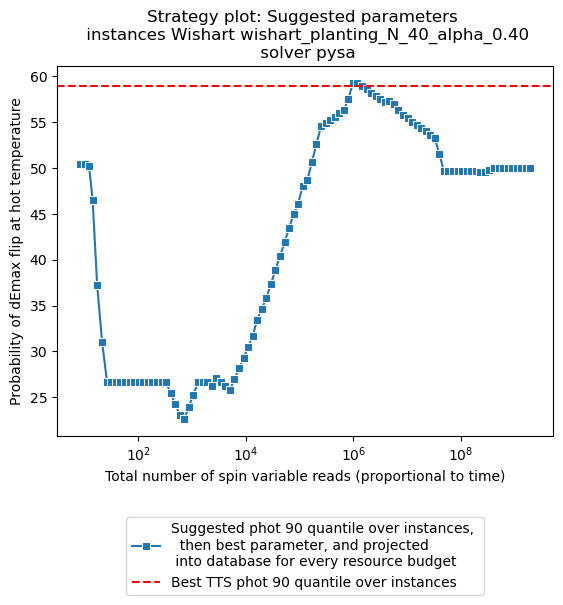 Strategy plot: Suggested parameters
instances Wishart wishart_planting_N_40_alpha_0.40
solver pysa
Probability of dEmax flip at hot temperature
60
55
50
45
40
35
30
25
10^2
10^4
10^6
10^8
Total number of spin variable reads (proportional to time)
Suggested phot 90 quantile over instances,
then best parameter, and projected
into database for every resource budget
Best TTS phot 90 quantile over instances